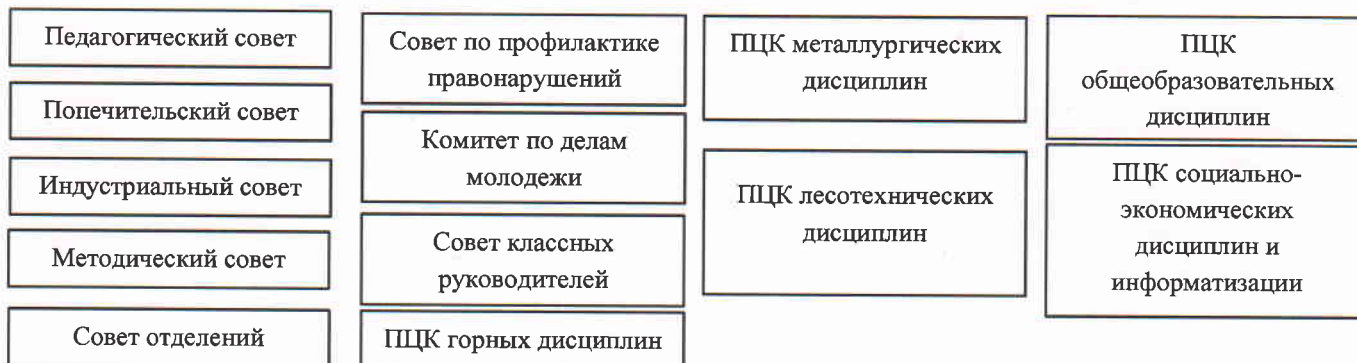 Педагогический совет
Попечительский совет
Индустриальный совет
Методический совет
Совет отделений
Совет по профилактике
правонарушений
Комитет по делам
молодежи
Совет классных
руководителей
ПЦК горных дисциплин
ПЦК металлургических
дисциплин
ПЦК лесотехнических
дисциплин
ПЦК
общеобразовательных
дисциплин
ПЦК социально-
экономических
дисциплин и
информатизации